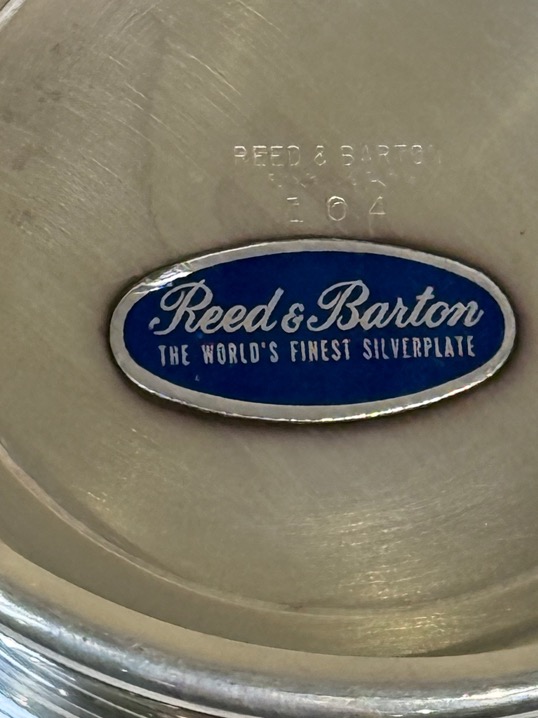 REED & BARTON
104
Reed & Barton
THE WORLD'S FINEST SILVERPLATE